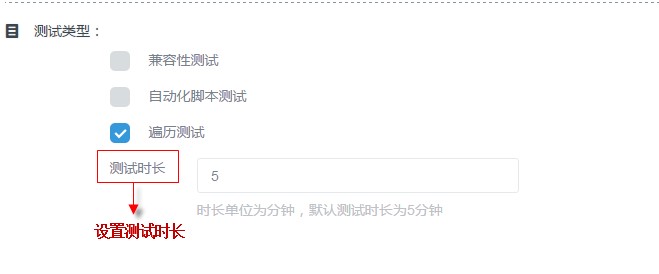 测试类型：
兼容性测试
自动化脚本测试
遍历测试
测试时长
5
时长单位为分钟，默认测试时长为5分钟
设置测试时长